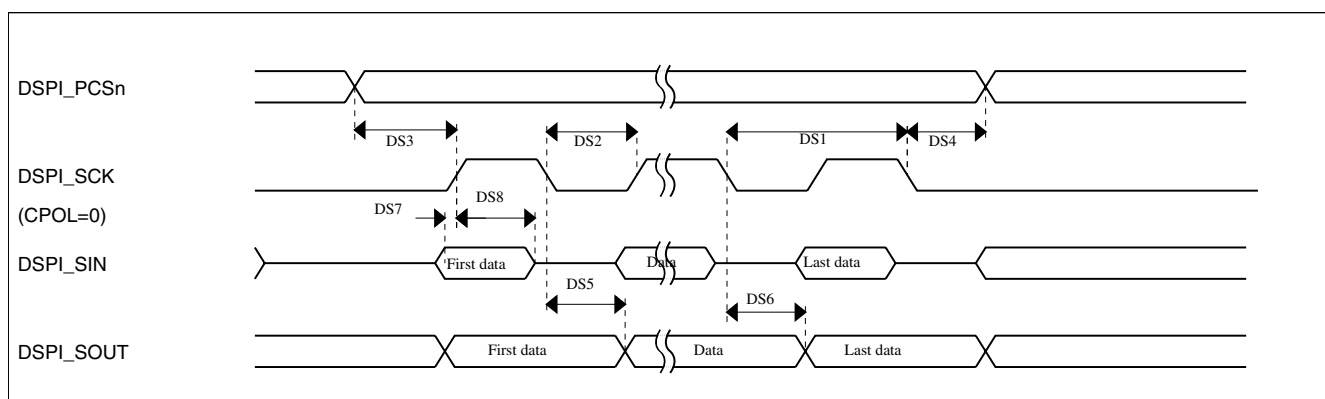 DSPI_PCSn
DS3
DS2
DS1
DS4
DSPI_SCK
(CPOL=0)
DS7
DS8
DSPI_SIN
First data
Data
Last data
DS5
DS6
DSPI_SOUT
First data
Data
Last data